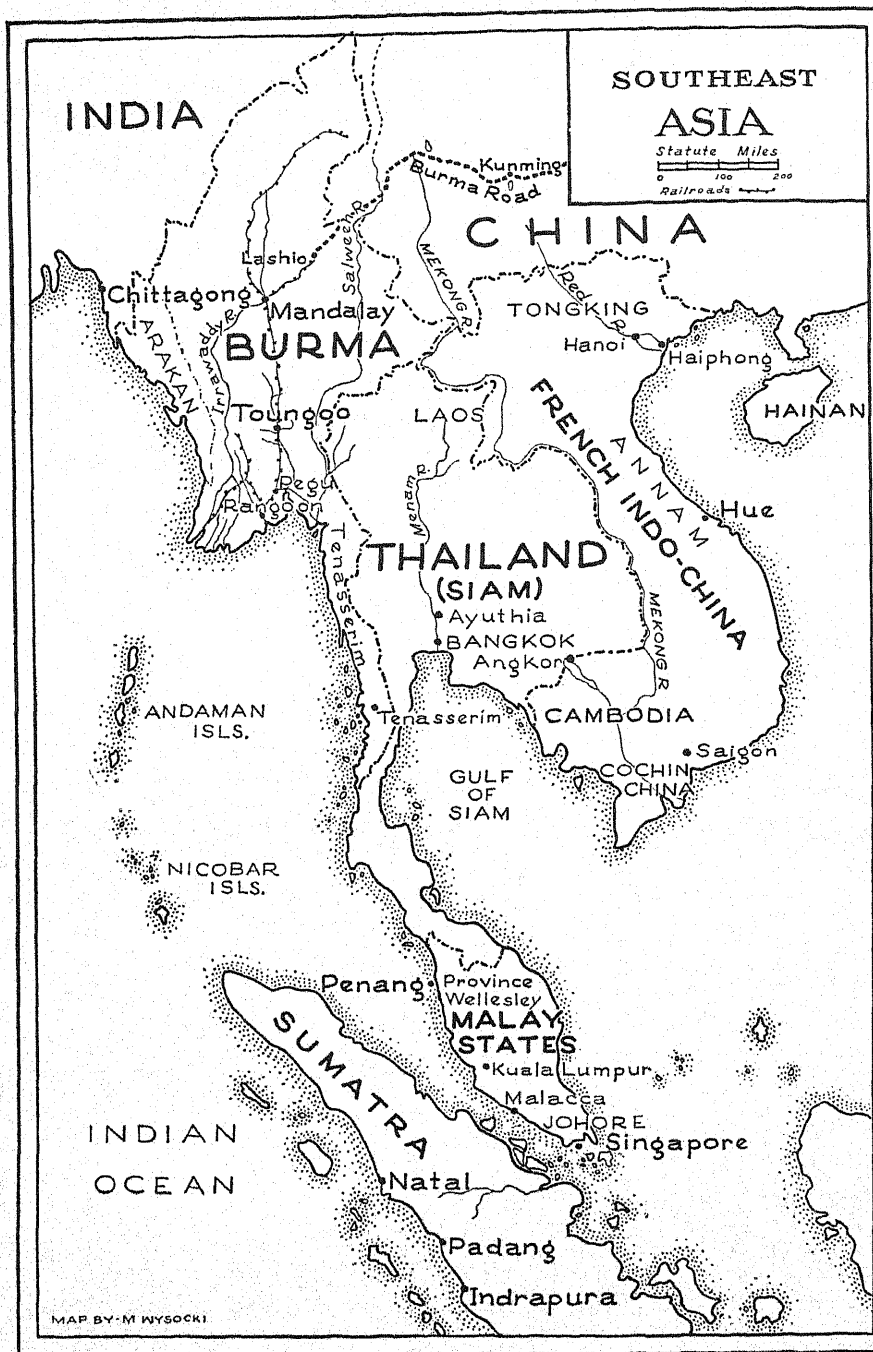 SOUTHEAST
ASIA
Statute Miles
0 100 200
Railroads
INDIA
Kunming
Burma Road
CHINA
Lashio
Salween R.
MEKONG R.
Red R.
Chittagong
Mandalay
TONGKING
Hanoi
Haiphong
ARAKAN
Irrawaddy R.
BURMA
HAINAN
Toungoo
LAOS
FRENCH INDO-CHINA
ANNAM
Pegu
Rangoon
Menam R.
Hue
Tenasserim
THAILAND
(SIAM)
Ayuthia
BANGKOK
Angkor
MEKONG R
ANDAMAN
ISLS.
Tenasserim
CAMBODIA
Saigon
COCHIN
CHINA
GULF
OF
SIAM
NICOBAR
ISLS.
Penang
Province
Wellesley
MALAY
STATES
SUMATRA
Kuala Lumpur
Malacca
JOHORE
Singapore
INDIAN
OCEAN
Natal
Padang
Indrapura
MAP BY-M WYSOCKI